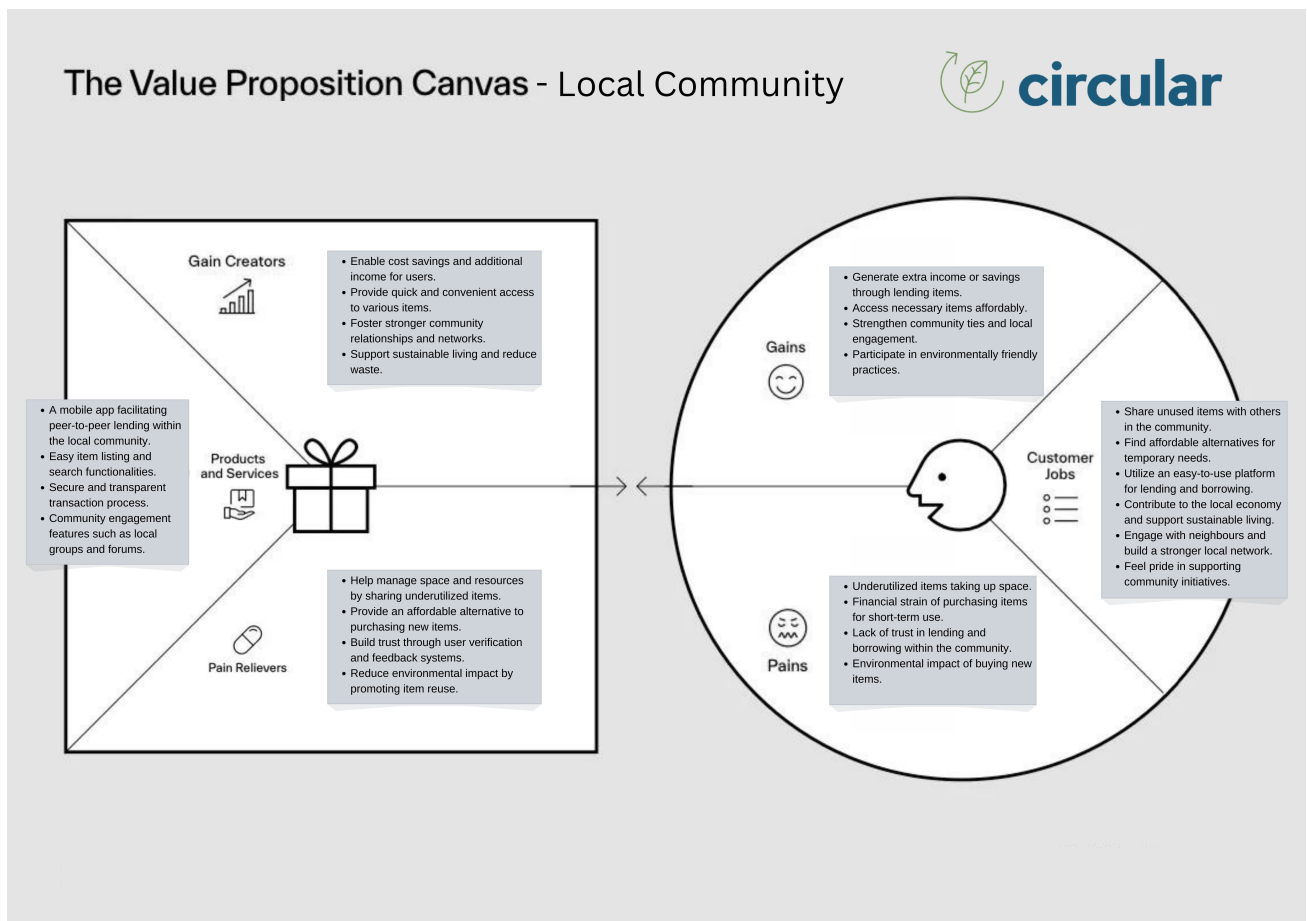 The Value Proposition Canvas - Local Community
circular
Gain Creators
• Enable cost savings and additional
income for users.
• Provide quick and convenient access
to various items.
• Foster stronger community
relationships and networks.
• Support sustainable living and reduce
waste.
• A mobile app facilitating
peer-to-peer lending within
the local community.
• Easy item listing and
search functionalities.
• Secure and transparent
transaction process.
• Community engagement
features such as local
groups and forums.
Products
and Services
Pain Relievers
• Help manage space and resources
by sharing underutilized items.
• Provide an affordable alternative to
purchasing new items.
• Build trust through user verification
and feedback systems.
• Reduce environmental impact by
promoting item reuse.
Gains
• Generate extra income or savings
through lending items.
• Access necessary items affordably.
• Strengthen community ties and local
engagement.
• Participate in environmentally friendly
practices.
Customer
Jobs
• Share unused items with others
in the community.
• Find affordable alternatives for
temporary needs.
• Utilize an easy-to-use platform
for lending and borrowing.
• Contribute to the local economy
and support sustainable living.
• Engage with neighbours and
build a stronger local network.
• Feel pride in supporting
community initiatives.
Pains
• Underutilized items taking up space.
• Financial strain of purchasing items
for short-term use.
• Lack of trust in lending and
borrowing within the community.
• Environmental impact of buying new
items.